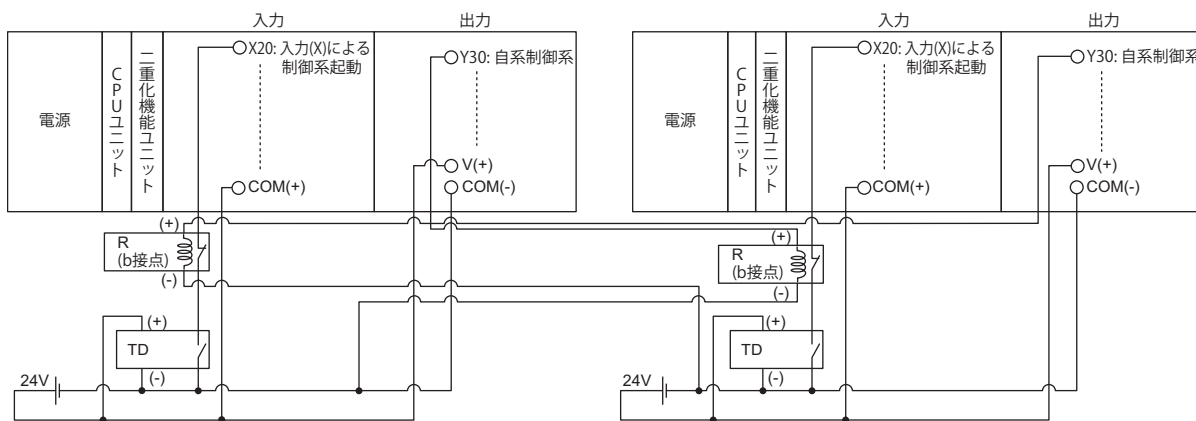 入力
出力
電源
CPUユニット
二重化機能ユニット
X20: 入力(X)による
制御系起動
COM(+)
Y30: 自系制御系
V(+)
COM(-)
(+)
R
(b接点)
(-)
(+)
TD
(-)
24V
入力
出力
電源
CPUユニット
二重化機能ユニット
X20: 入力(X)による
制御系起動
COM(+)
Y30: 自系制御系
V(+)
COM(-)
(+)
R
(b接点)
(-)
(+)
TD
(-)
24V